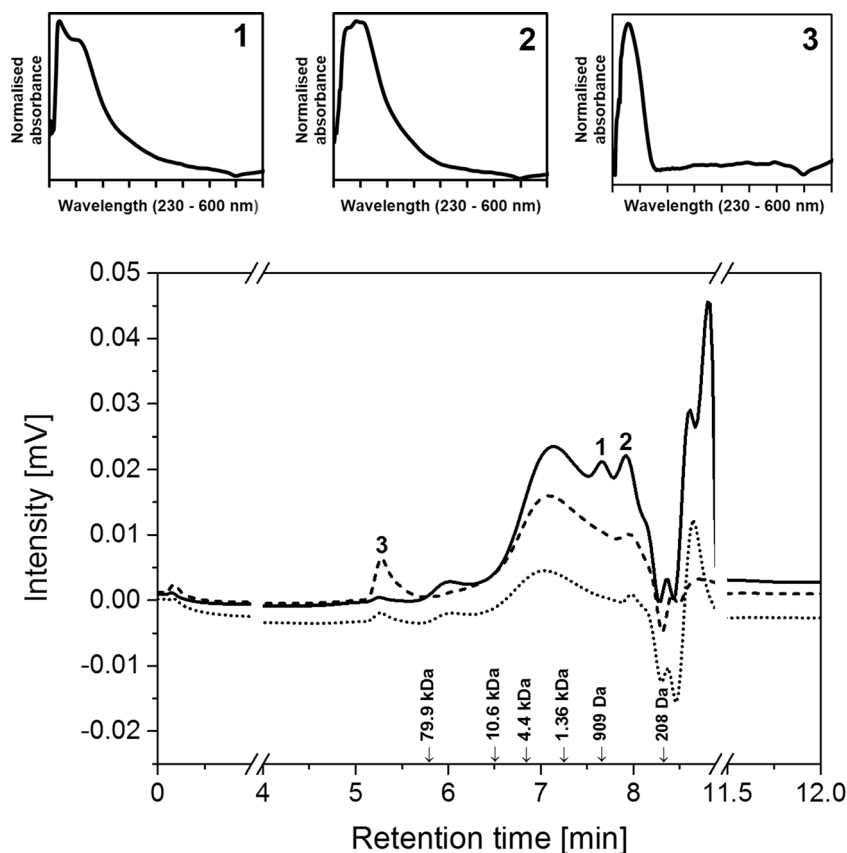 1
2
3
Normalised
absorbance
Normalised
absorbance
Normalised
absorbance
Wavelength (230 - 600 nm)
Wavelength (230 - 600 nm)
Wavelength (230 - 600 nm)
0.05
0.04
0.03
0.02
0.01
0.00
-0.01
-0.02
Intensity [mV]
3
1
2
79.9 kDa
10.6 kDa
4.4 kDa
1.36 kDa
909 Da
208 Da
0
4
5
6
7
8
11.5
12.0
Retention time [min]